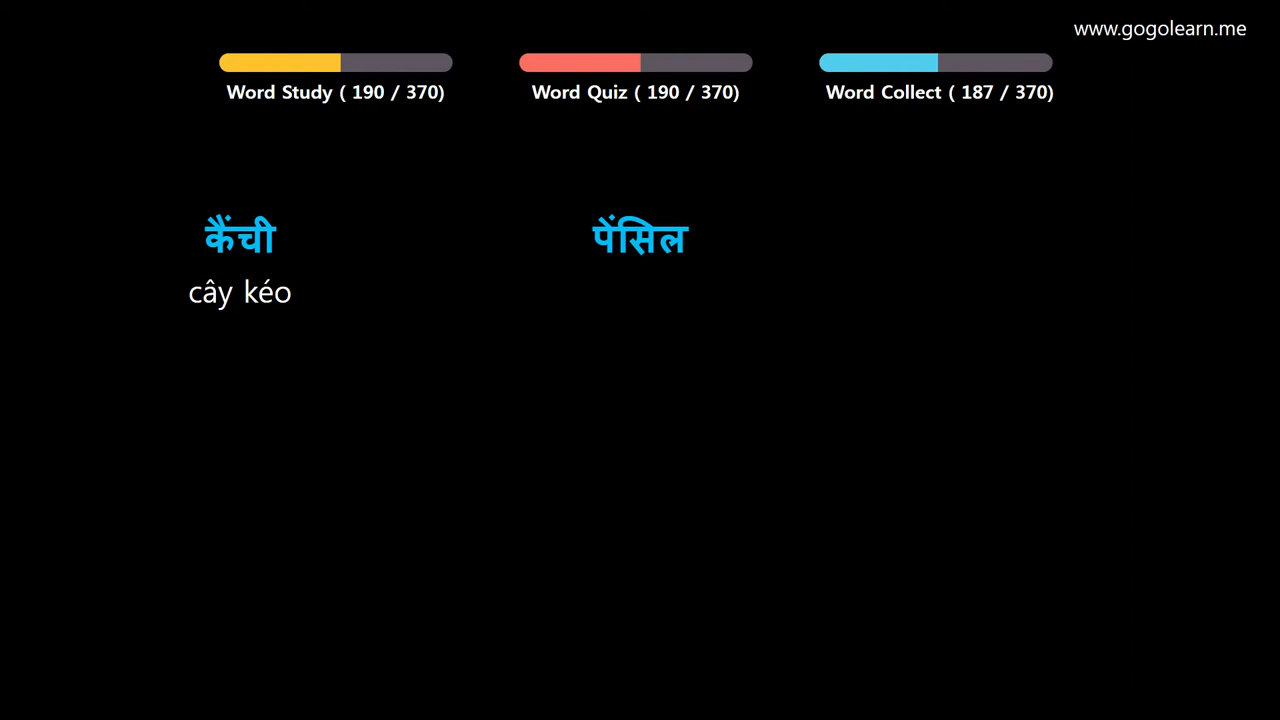 www.gogolearn.me
Word Study ( 190 / 370)
Word Quiz ( 190 / 370)
Word Collect ( 187 / 370)
कैंची
पेंसिल
cây kéo